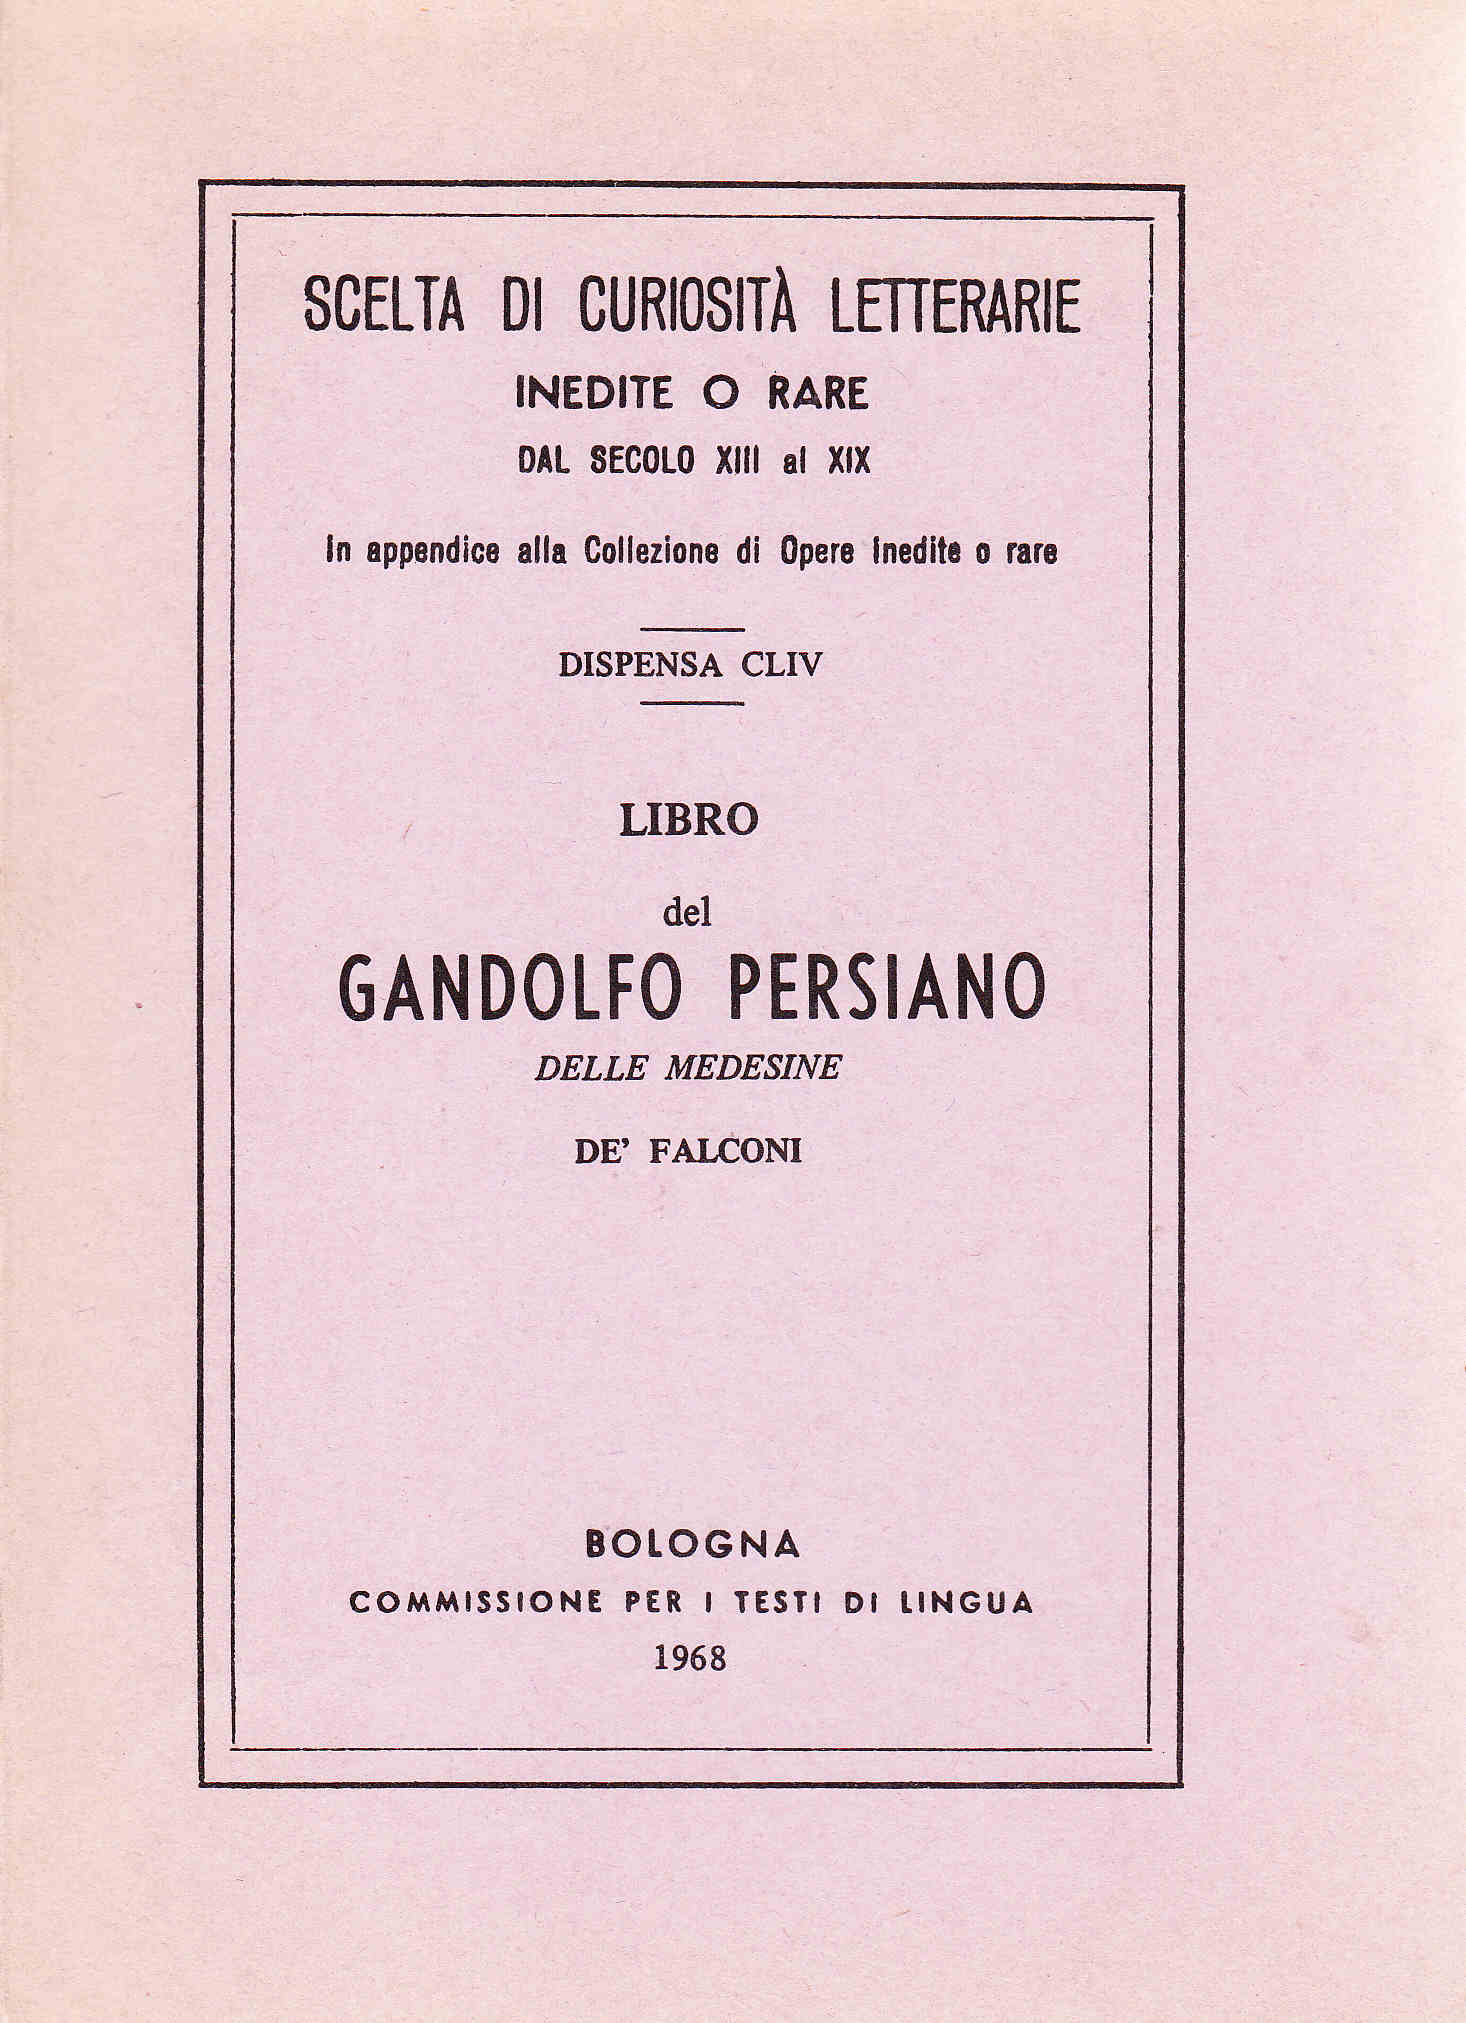 SCELTA DI CURIOSITÀ LETTERARIE
INEDITE O RARE
DAL SECOLO XIII al XIX
In appendice alla Collezione di Opere inedite o rare
DISPENSA CLIV
LIBRO
del
GANDOLFO PERSIANO
DELLE MEDESINE
DE' FALCONI
BOLOGNA
COMMISSIONE PER I TESTI DI LINGUA
1968